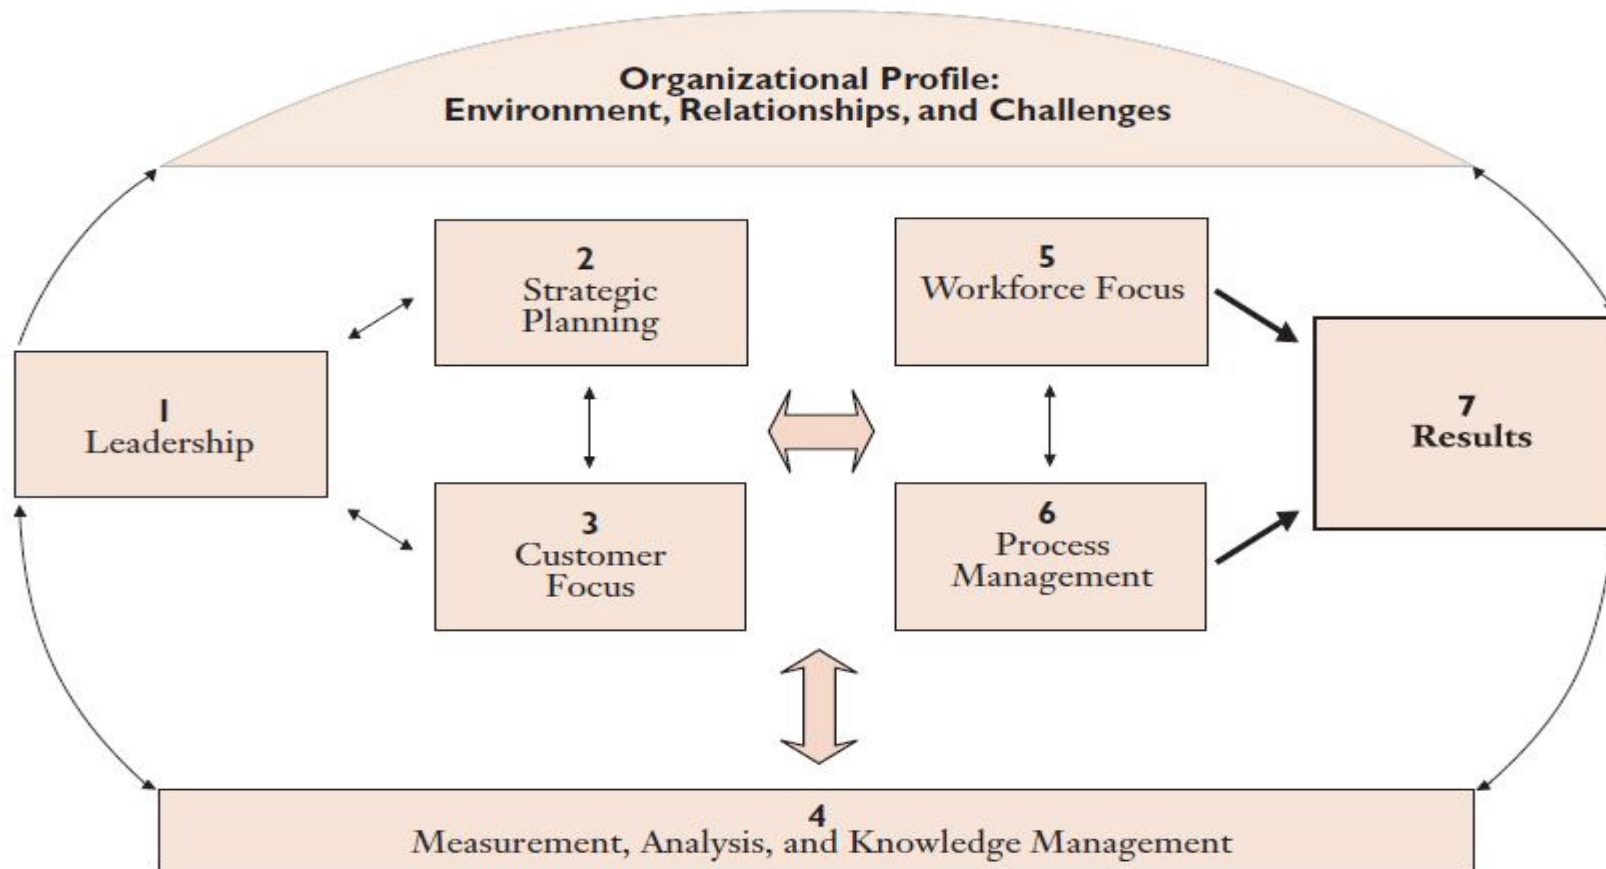 Organizational Profile:
Environment, Relationships, and Challenges
2
Strategic
Planning
5
Workforce Focus
1
Leadership
7
Results
3
Customer
Focus
6
Process
Management
4
Measurement, Analysis, and Knowledge Management